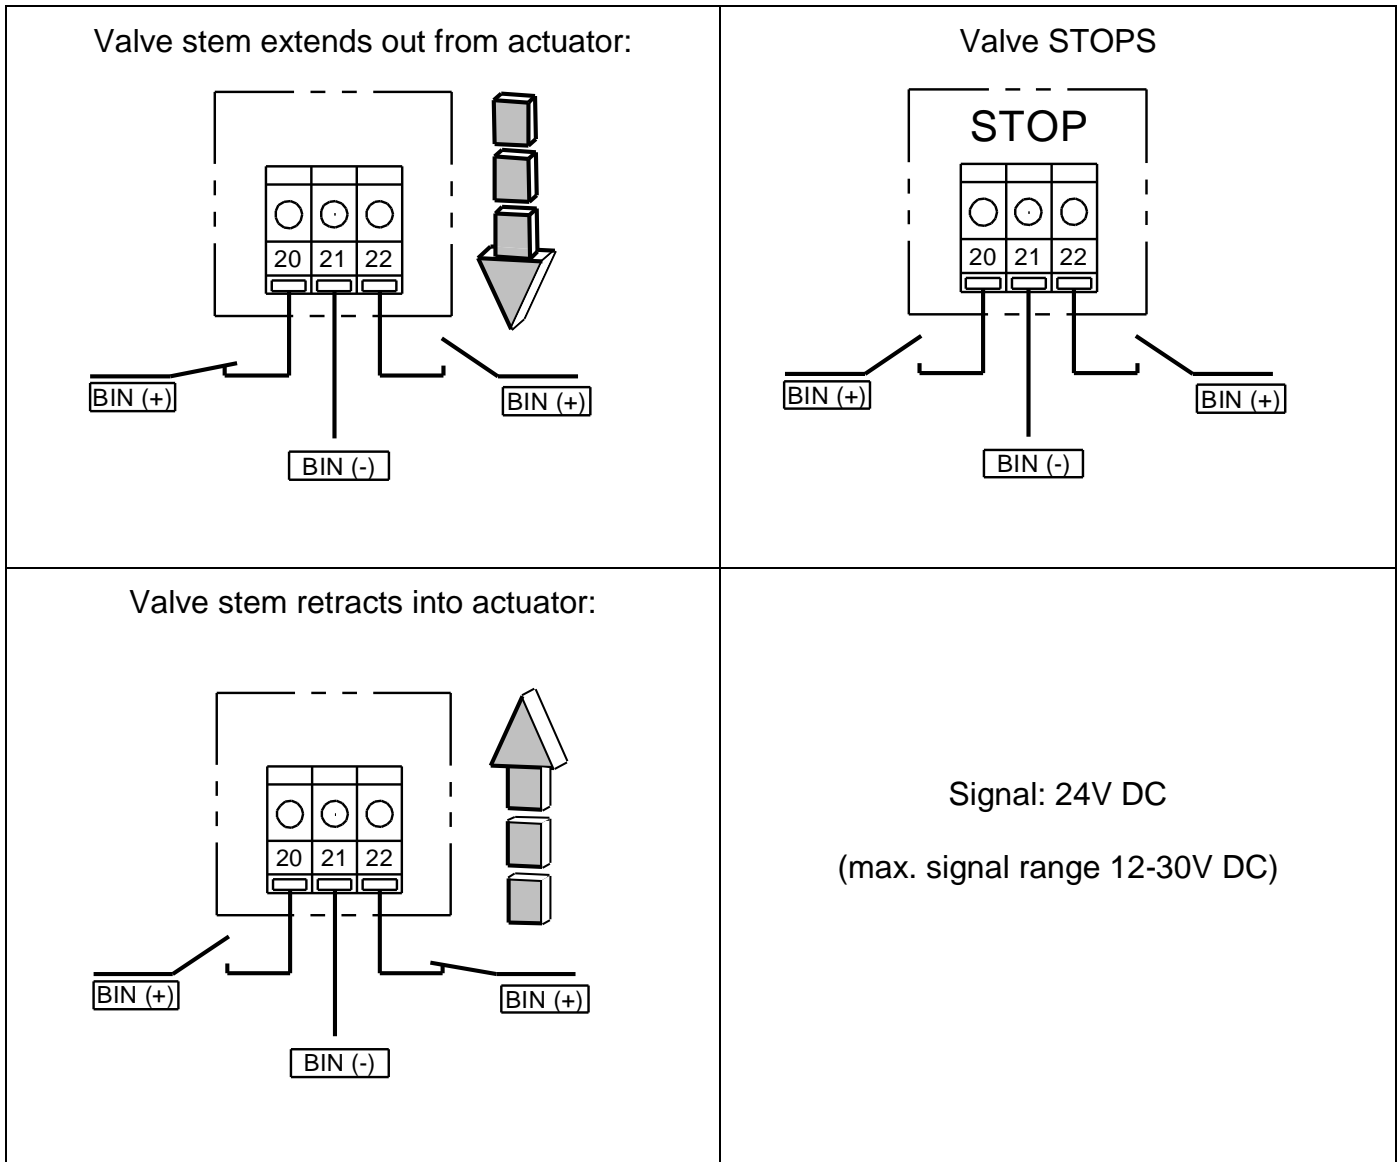 Valve stem extends out from actuator:
20 21 22
BIN (+)
BIN (+)
BIN (-)
Valve STOPS
STOP
20 21 22
BIN (+)
BIN (+)
BIN (-)
Valve stem retracts into actuator:
20 21 22
BIN (+)
BIN (+)
BIN (-)
Signal: 24V DC
(max. signal range 12-30V DC)